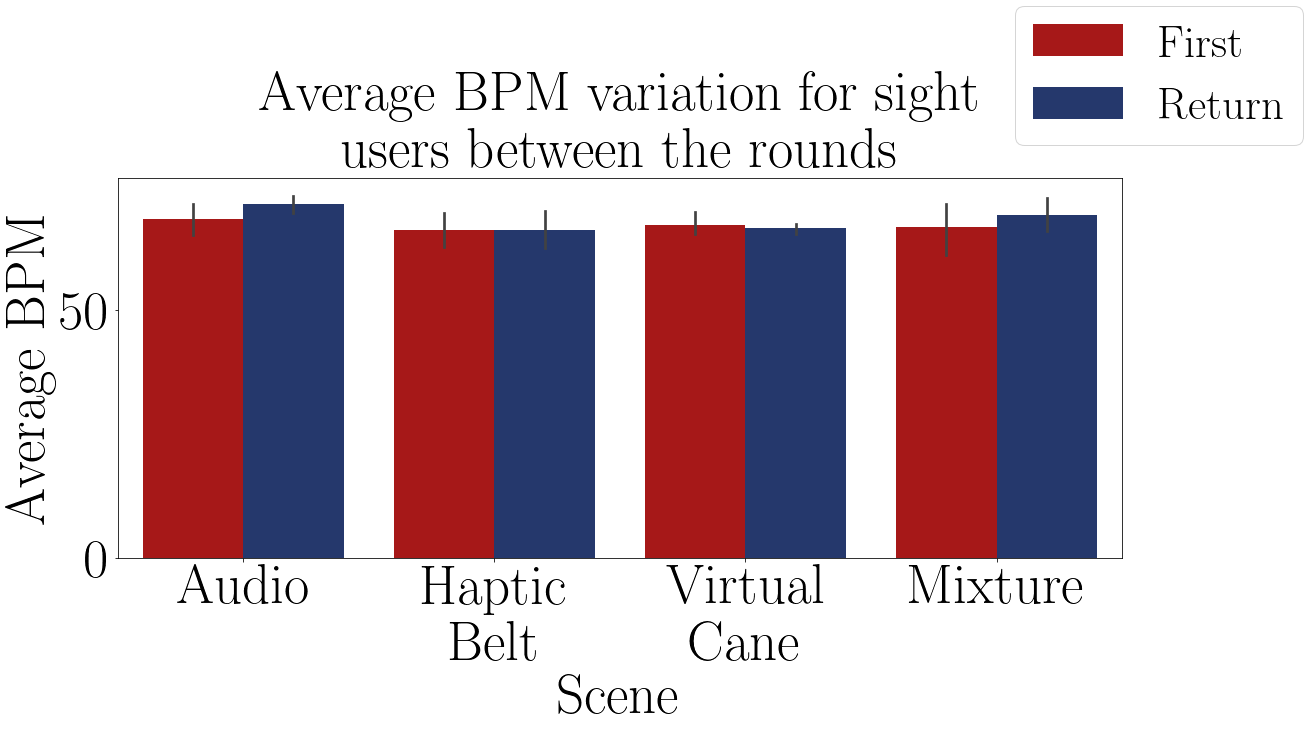 First
Return
Average BPM variation for sight
users between the rounds
Average BPM
50
0
Audio
Haptic
Belt
Virtual
Cane
Mixture
Scene